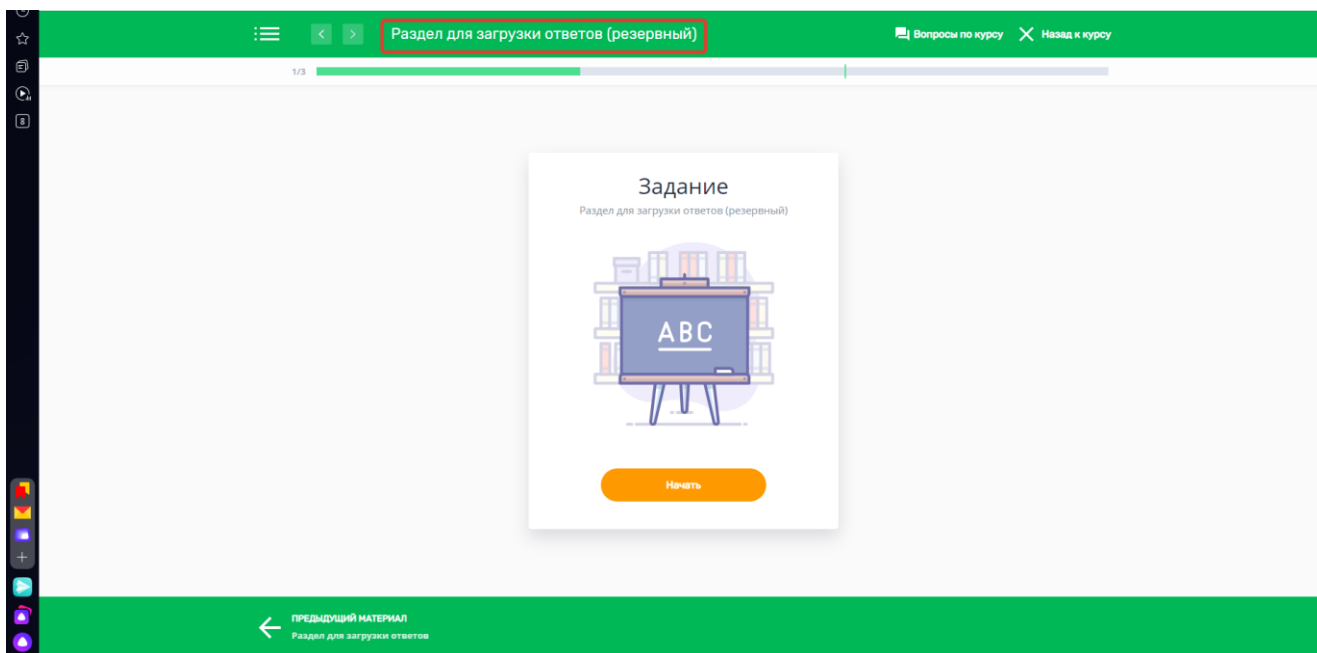 Раздел для загрузки ответов (резервный)
Вопросы по курсу
Назад к курсу
1/3
8
Задание
Раздел для загрузки ответов (резервный)
ABC
Начать
ПРЕДЫДУЩИЙ МАТЕРИАЛ
Раздел для загрузки ответов